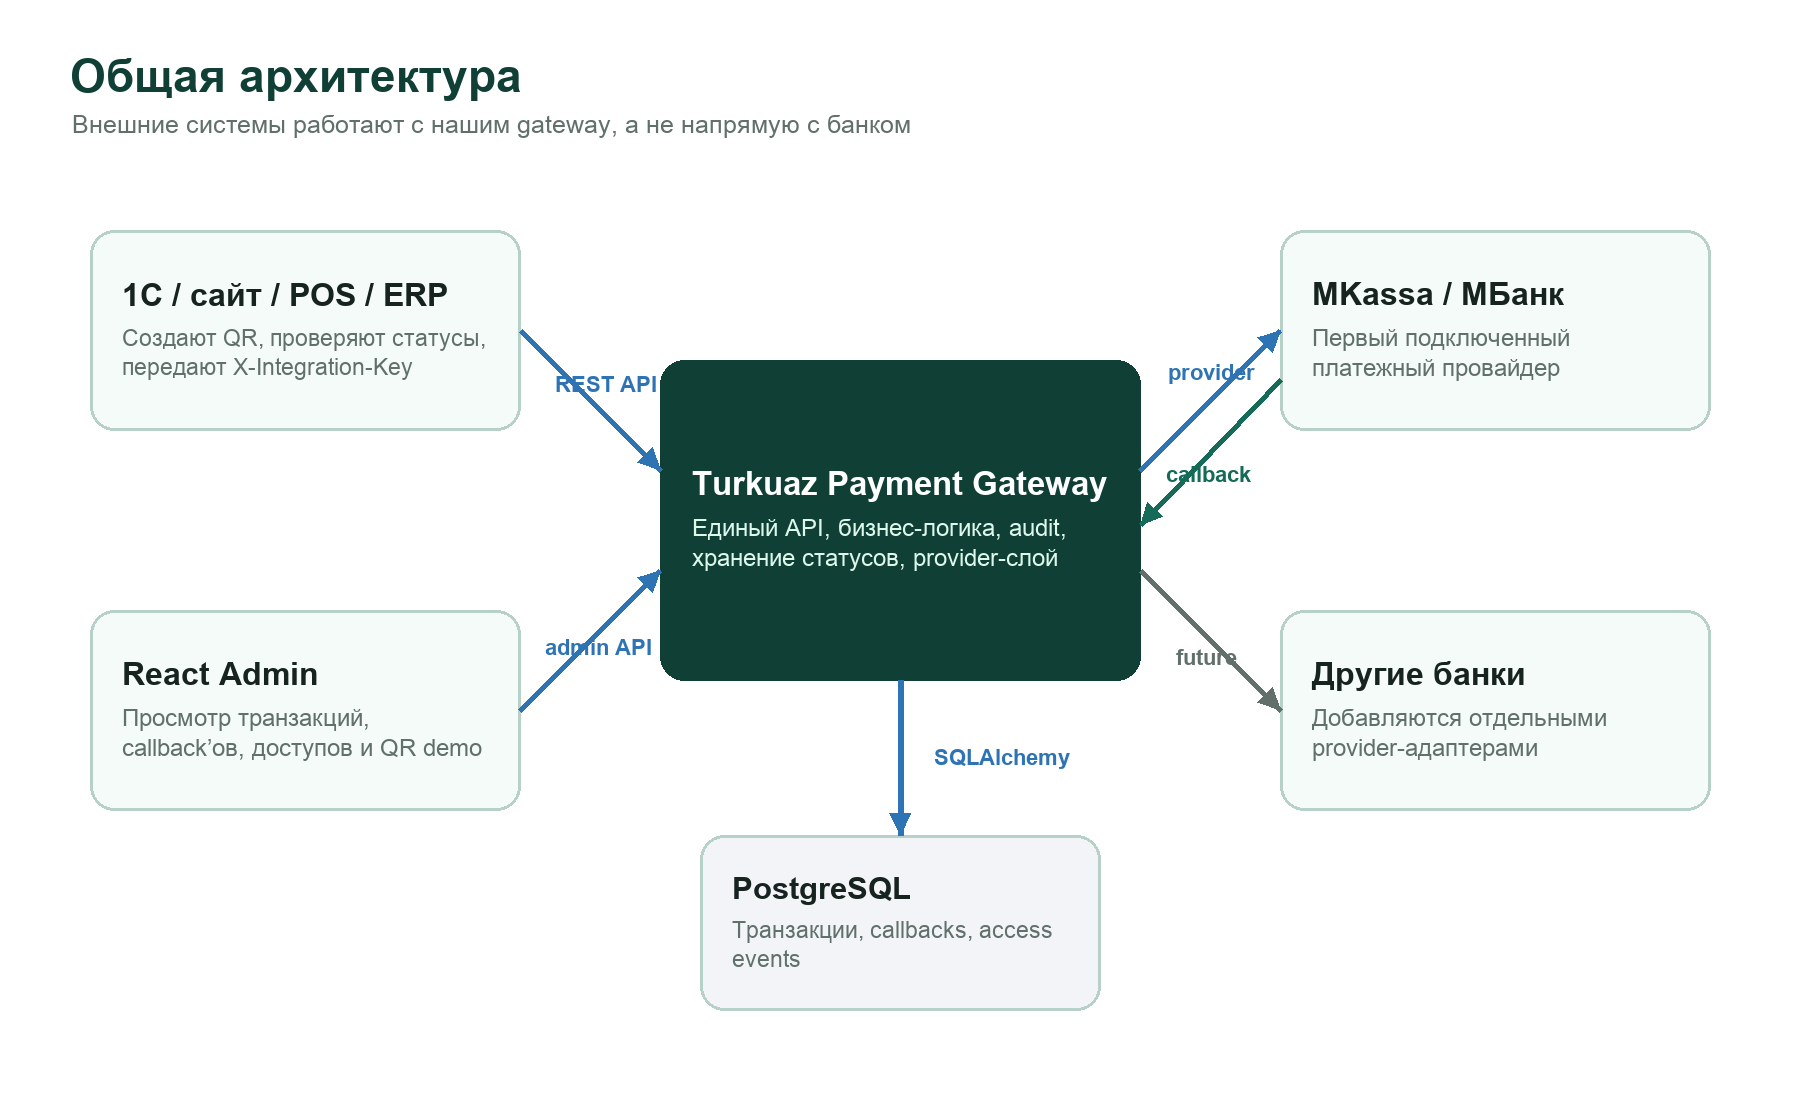 Общая архитектура
Внешние системы работают с нашим gateway, а не напрямую с банком
1C / сайт / POS / ERP
Создают QR, проверяют статусы,
передают X-Integration-Key
REST API
React Admin
Просмотр транзакций,
callback’ов, доступов и QR demo
admin API
Turkuaz Payment Gateway
Единый API, бизнес-логика, audit,
хранение статусов, provider-слой
provider
callback
MKassa / МБанк
Первый подключенный
платежный провайдер
future
Другие банки
Добавляются отдельными
provider-адаптерами
SQLAlchemy
PostgreSQL
Транзакции, callbacks, access
events